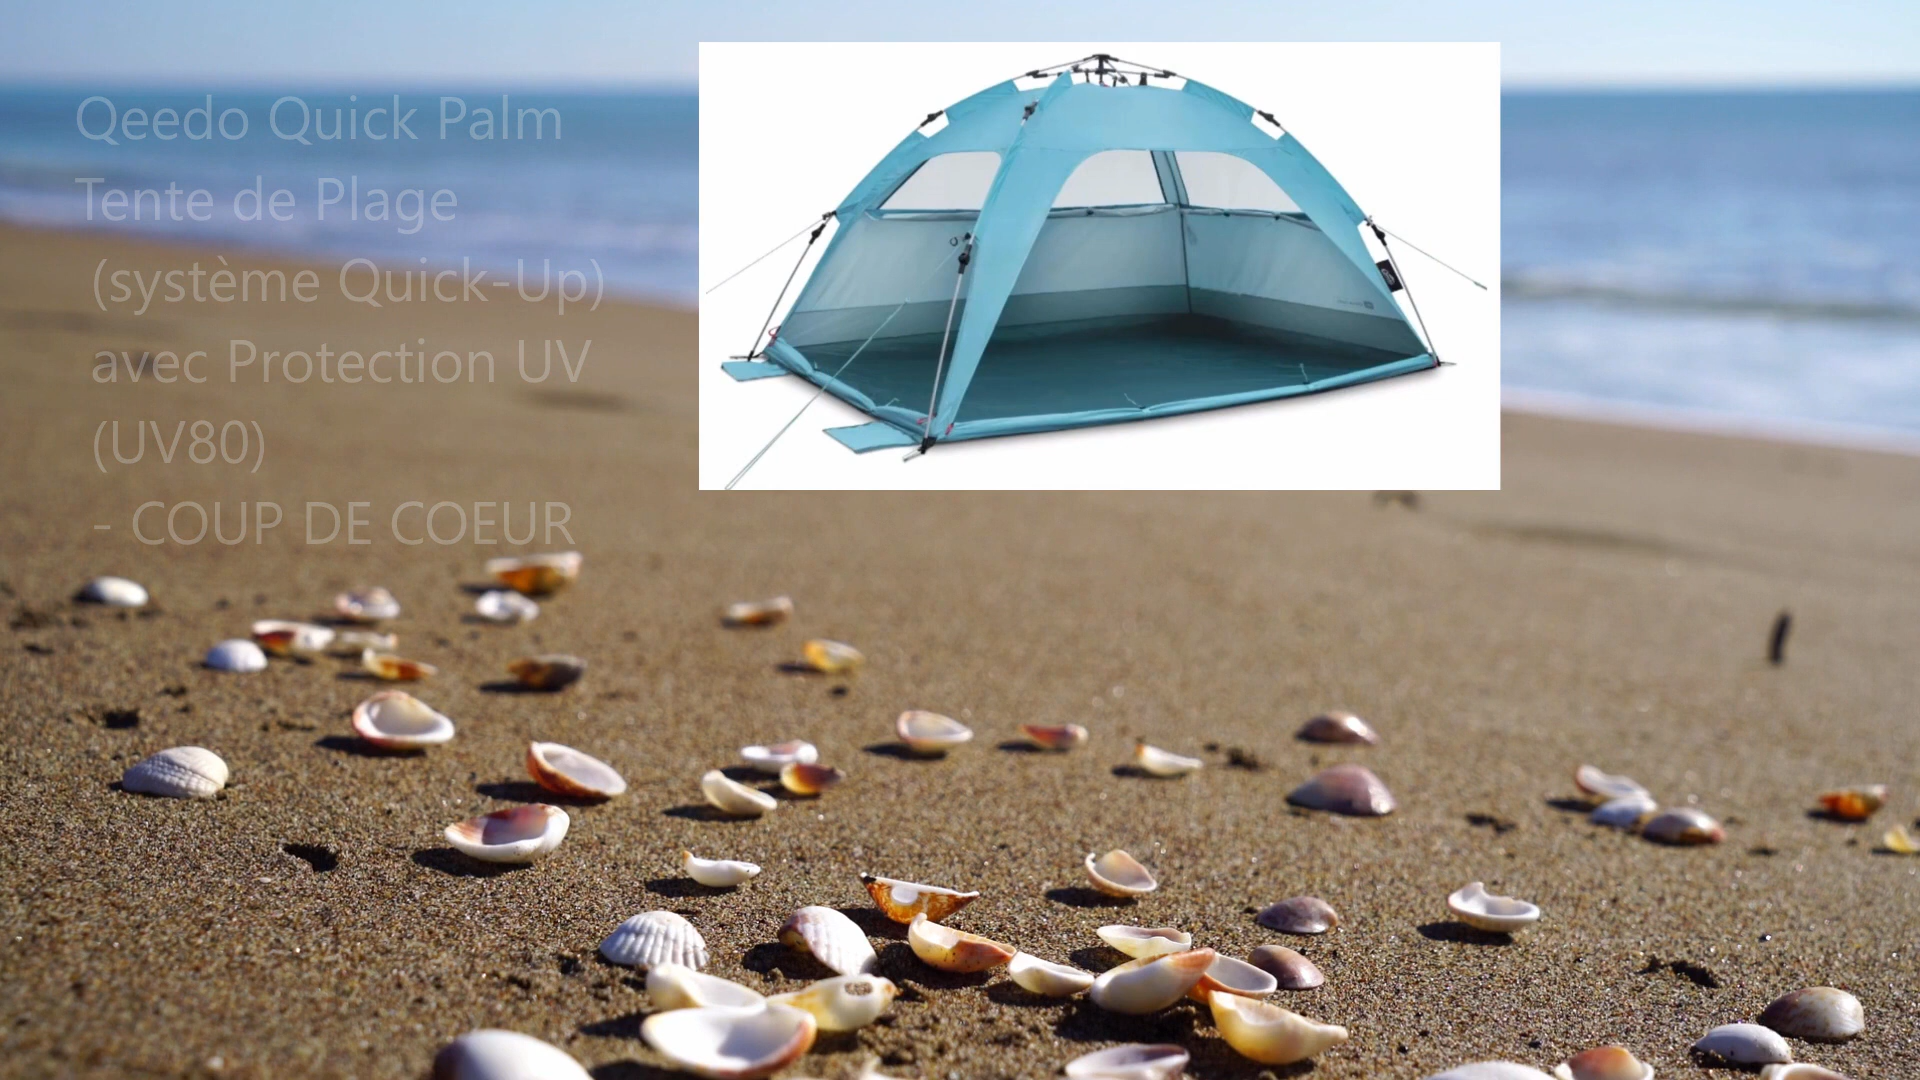 Qeedo Quick Palm
Tente de Plage
(système Quick-Up)
avec Protection UV
(UV80)
- COUP DE COEUR